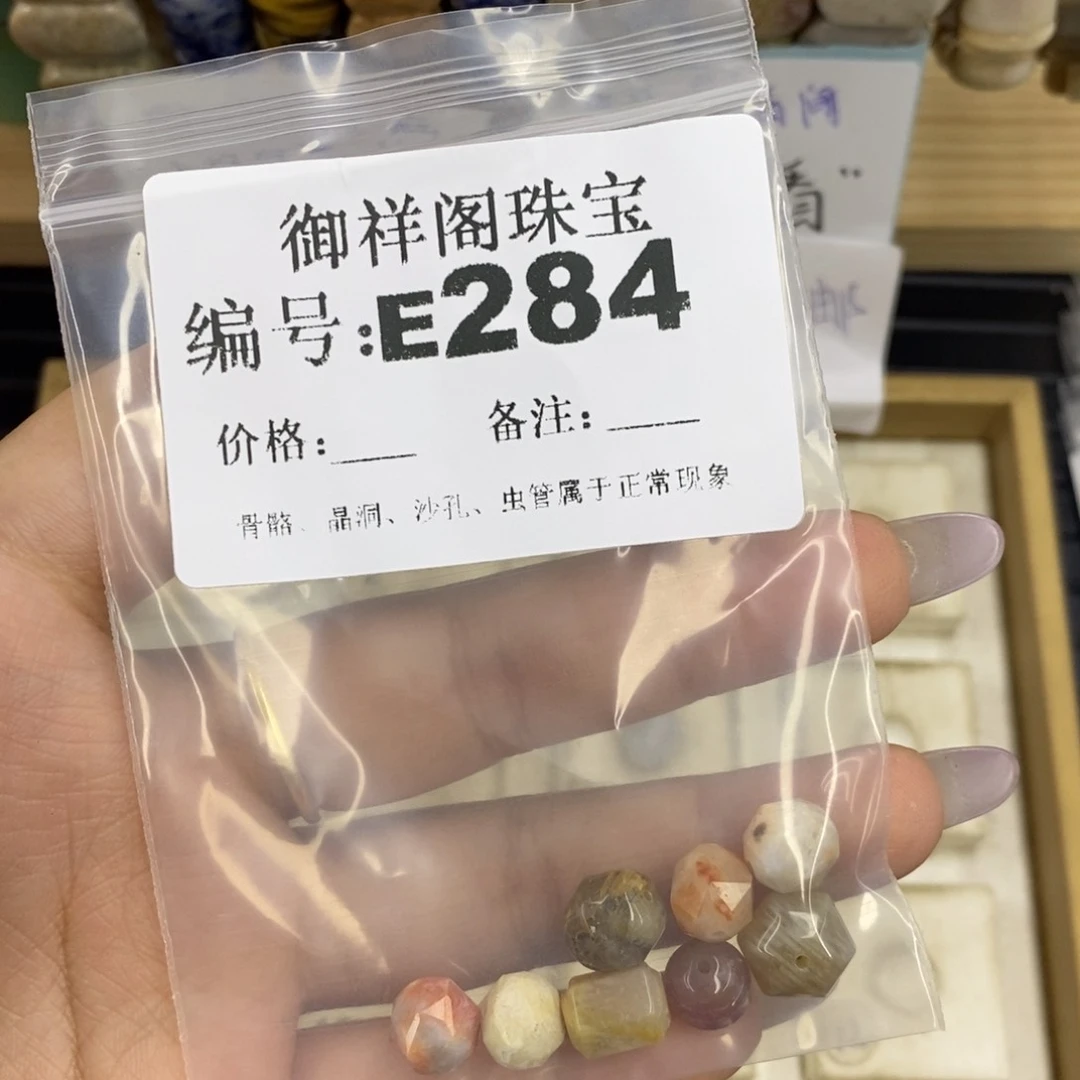 御祥阁珠宝
编号:E284
价格:____ 备注:____
骨骼、晶洞、沙孔、虫管属于正常现象